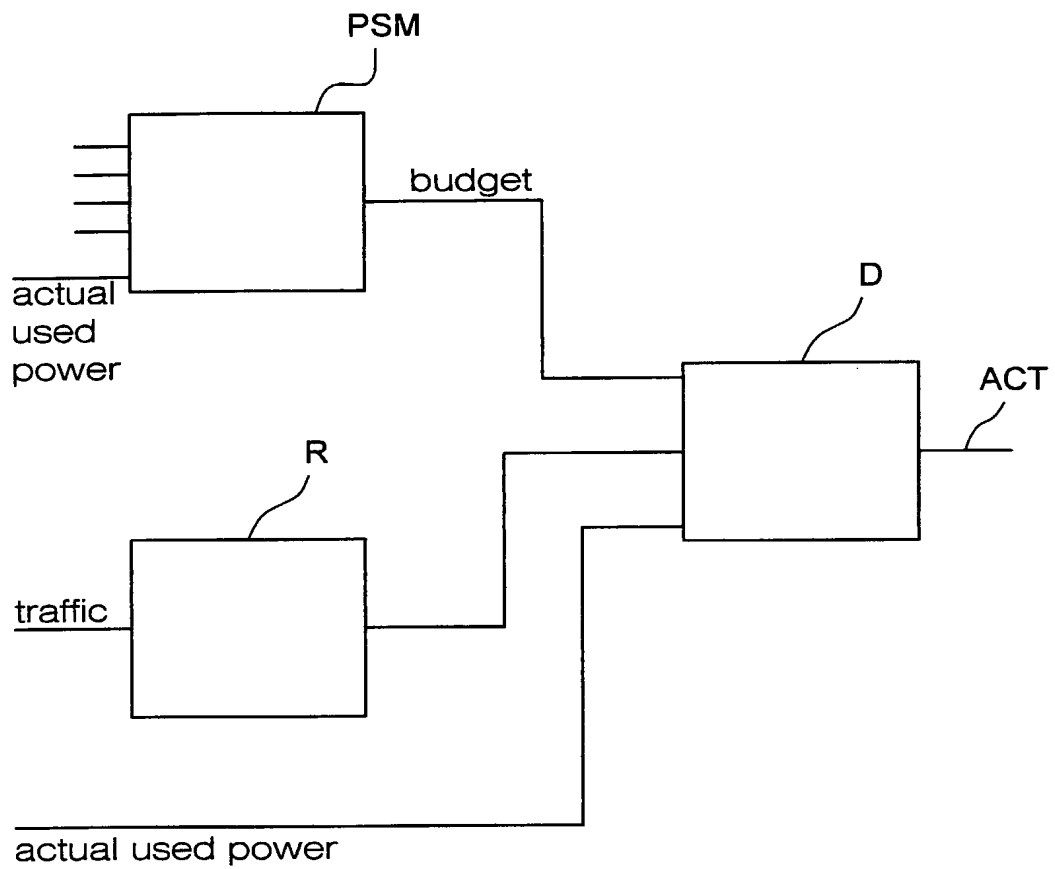 PSM
budget
actual
used
power
D
ACT
R
traffic
actual used power